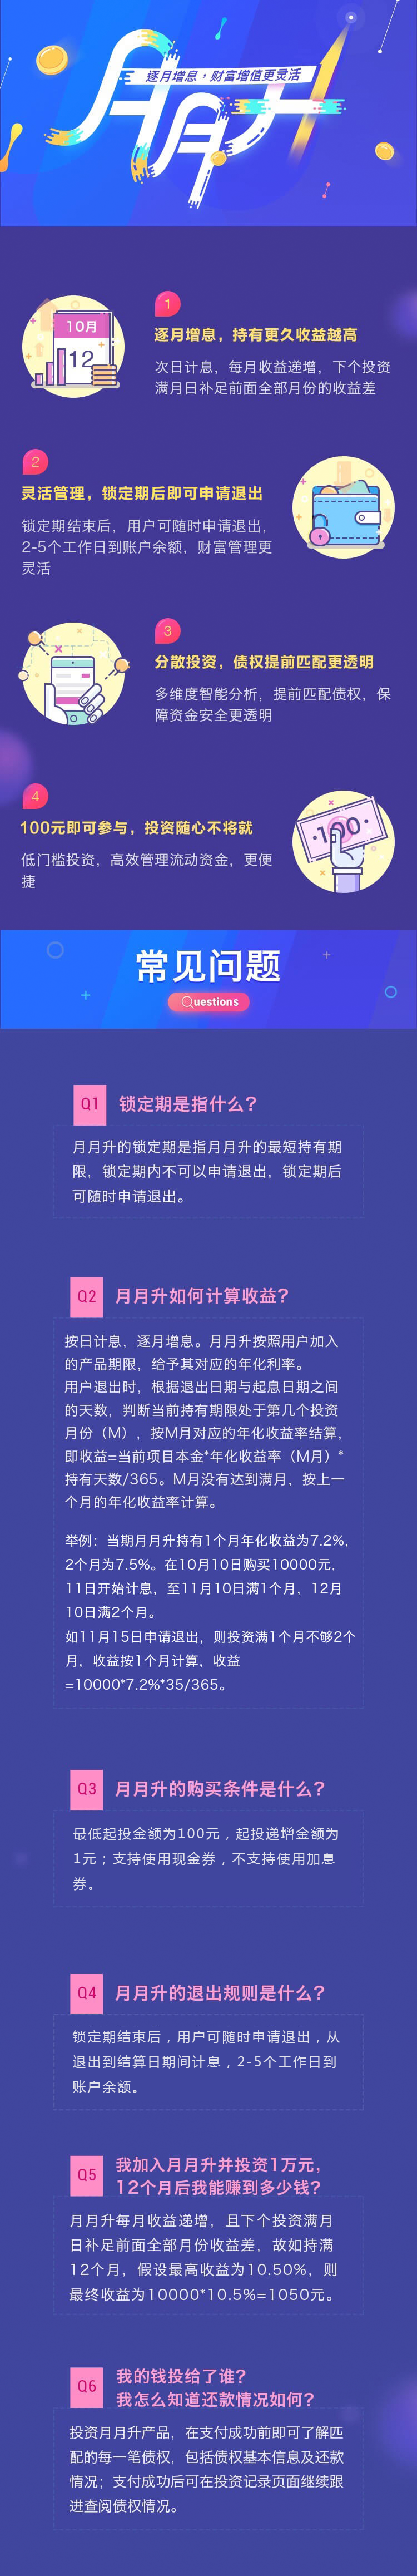 月月升
逐月增息，财富增值更灵活
1
逐月增息，持有更久收益越高
次日计息，每月收益递增，下个投资
满月日补足前面全部月份的收益差
10月
12
2
灵活管理，锁定期后即可申请退出
锁定期结束后，用户可随时申请退出，
2-5个工作日到账户余额，财富管理更
灵活
3
分散投资，债权提前匹配更透明
多维度智能分析，提前匹配债权，保
障资金安全更透明
4
100元即可参与，投资随心不将就
低门槛投资，高效管理流动资金，更便
捷
100
常见问题
Questions
Q1
锁定期是指什么？
月月升的锁定期是指月月升的最短持有期
限，锁定期内不可以申请退出，锁定期后
可随时申请退出。
Q2
月月升如何计算收益？
按日计息，逐月增息。月月升按照用户加入
的产品期限，给予其对应的年化利率。
用户退出时，根据退出日期与起息日期之间
的天数，判断当前持有期限处于第几个投资
月份（M），按M月对应的年化收益率结算，
即收益=当前项目本金*年化收益率（M月）*
持有天数/365。M月没有达到满月，按上一
个月的年化收益率计算。
举例：当期月月升持有1个月年化收益为7.2%,
2个月为7.5%。在10月10日购买10000元，
11日开始计息，至11月10日满1个月，12月
10日满2个月。
如11月15日申请退出，则投资满1个月不够2个
月，收益按1个月计算，收益
=10000*7.2%*35/365。
Q3
月月升的购买条件是什么？
最低起投金额为100元，起投递增金额为
1元；支持使用现金券，不支持使用加息
券。
Q4
月月升的退出规则是什么？
锁定期结束后，用户可随时申请退出，从
退出到结算日期间计息，2-5个工作日到
账户余额。
Q5
我加入月月升并投资1万元，
12个月后我能赚到多少钱？
月月升每月收益递增，且下个投资满月
日补足前面全部月份收益差，故如持满
12个月，假设最高收益为10.50%，则
最终收益为10000*10.5%=1050元。
Q6
我的钱投给了谁？
我怎么知道还款情况如何？
投资月月升产品，在支付成功前即可了解匹
配的每一笔债权，包括债权基本信息及还款
情况；支付成功后可在投资记录页面继续跟
进查阅债权情况。